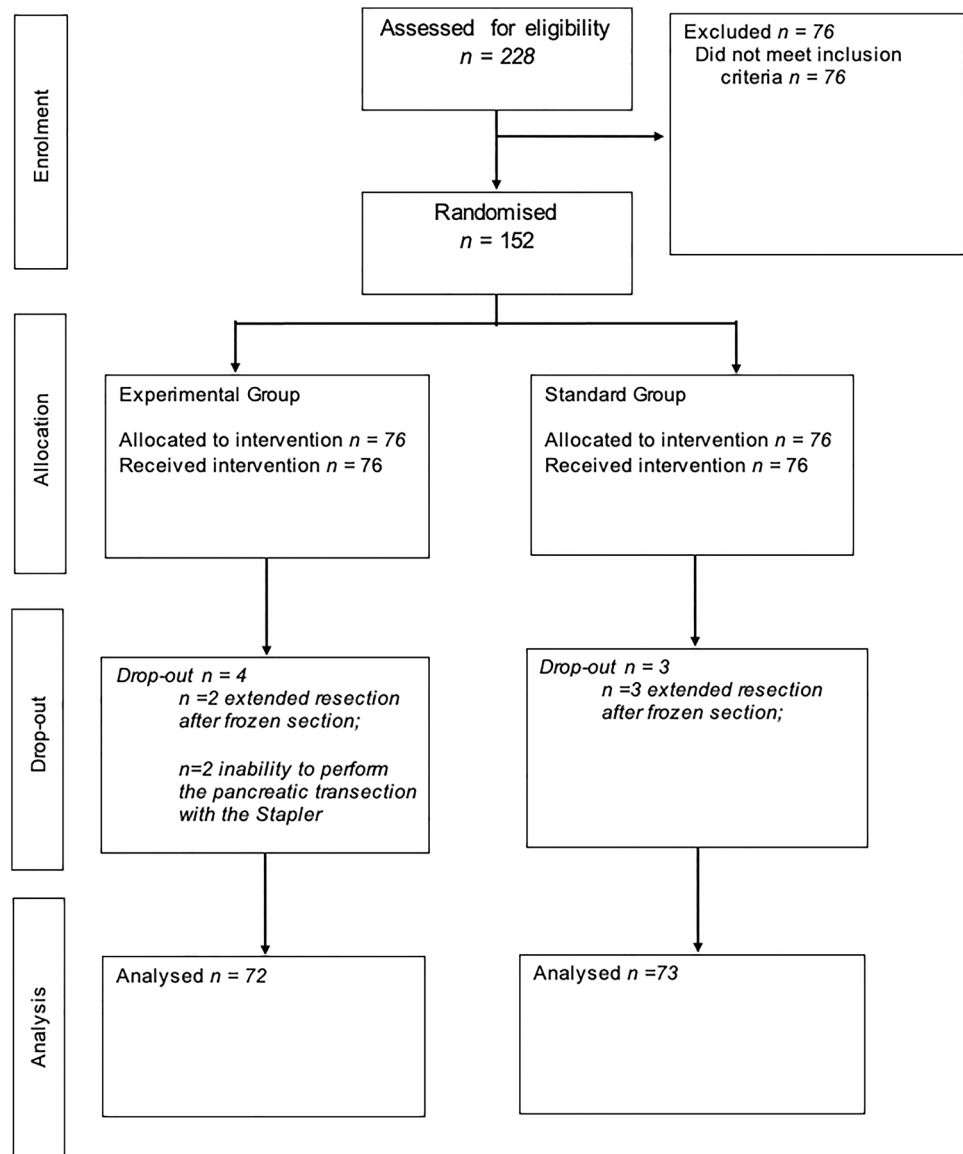 Enrolment
Assessed for eligibility
n = 228
Excluded n = 76
Did not meet inclusion
criteria n = 76
Randomised
n = 152
Allocation
Experimental Group
Allocated to intervention n = 76
Received intervention n = 76
Standard Group
Allocated to intervention n = 76
Received intervention n = 76
Drop-out
Drop-out n = 4
n =2 extended resection
after frozen section;
n=2 inability to perform
the pancreatic transection
with the Stapler
Drop-out n = 3
n =3 extended resection
after frozen section;
Analysis
Analysed n = 72
Analysed n =73